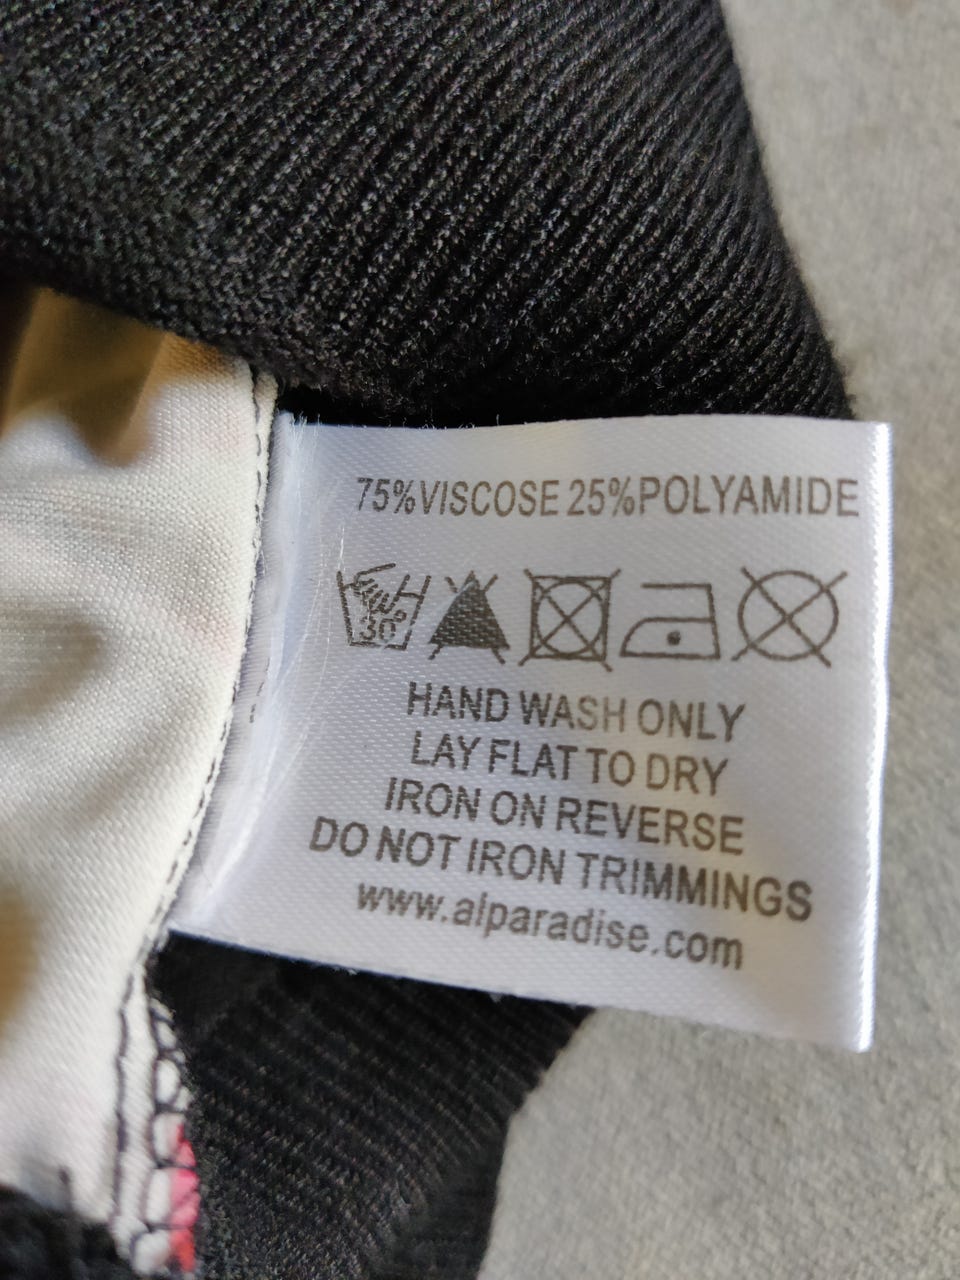 75%VISCOSE 25%POLYAMIDE
30°
HAND WASH ONLY
LAY FLAT TO DRY
IRON ON REVERSE
DO NOT IRON TRIMMINGS
www.alparadise.com